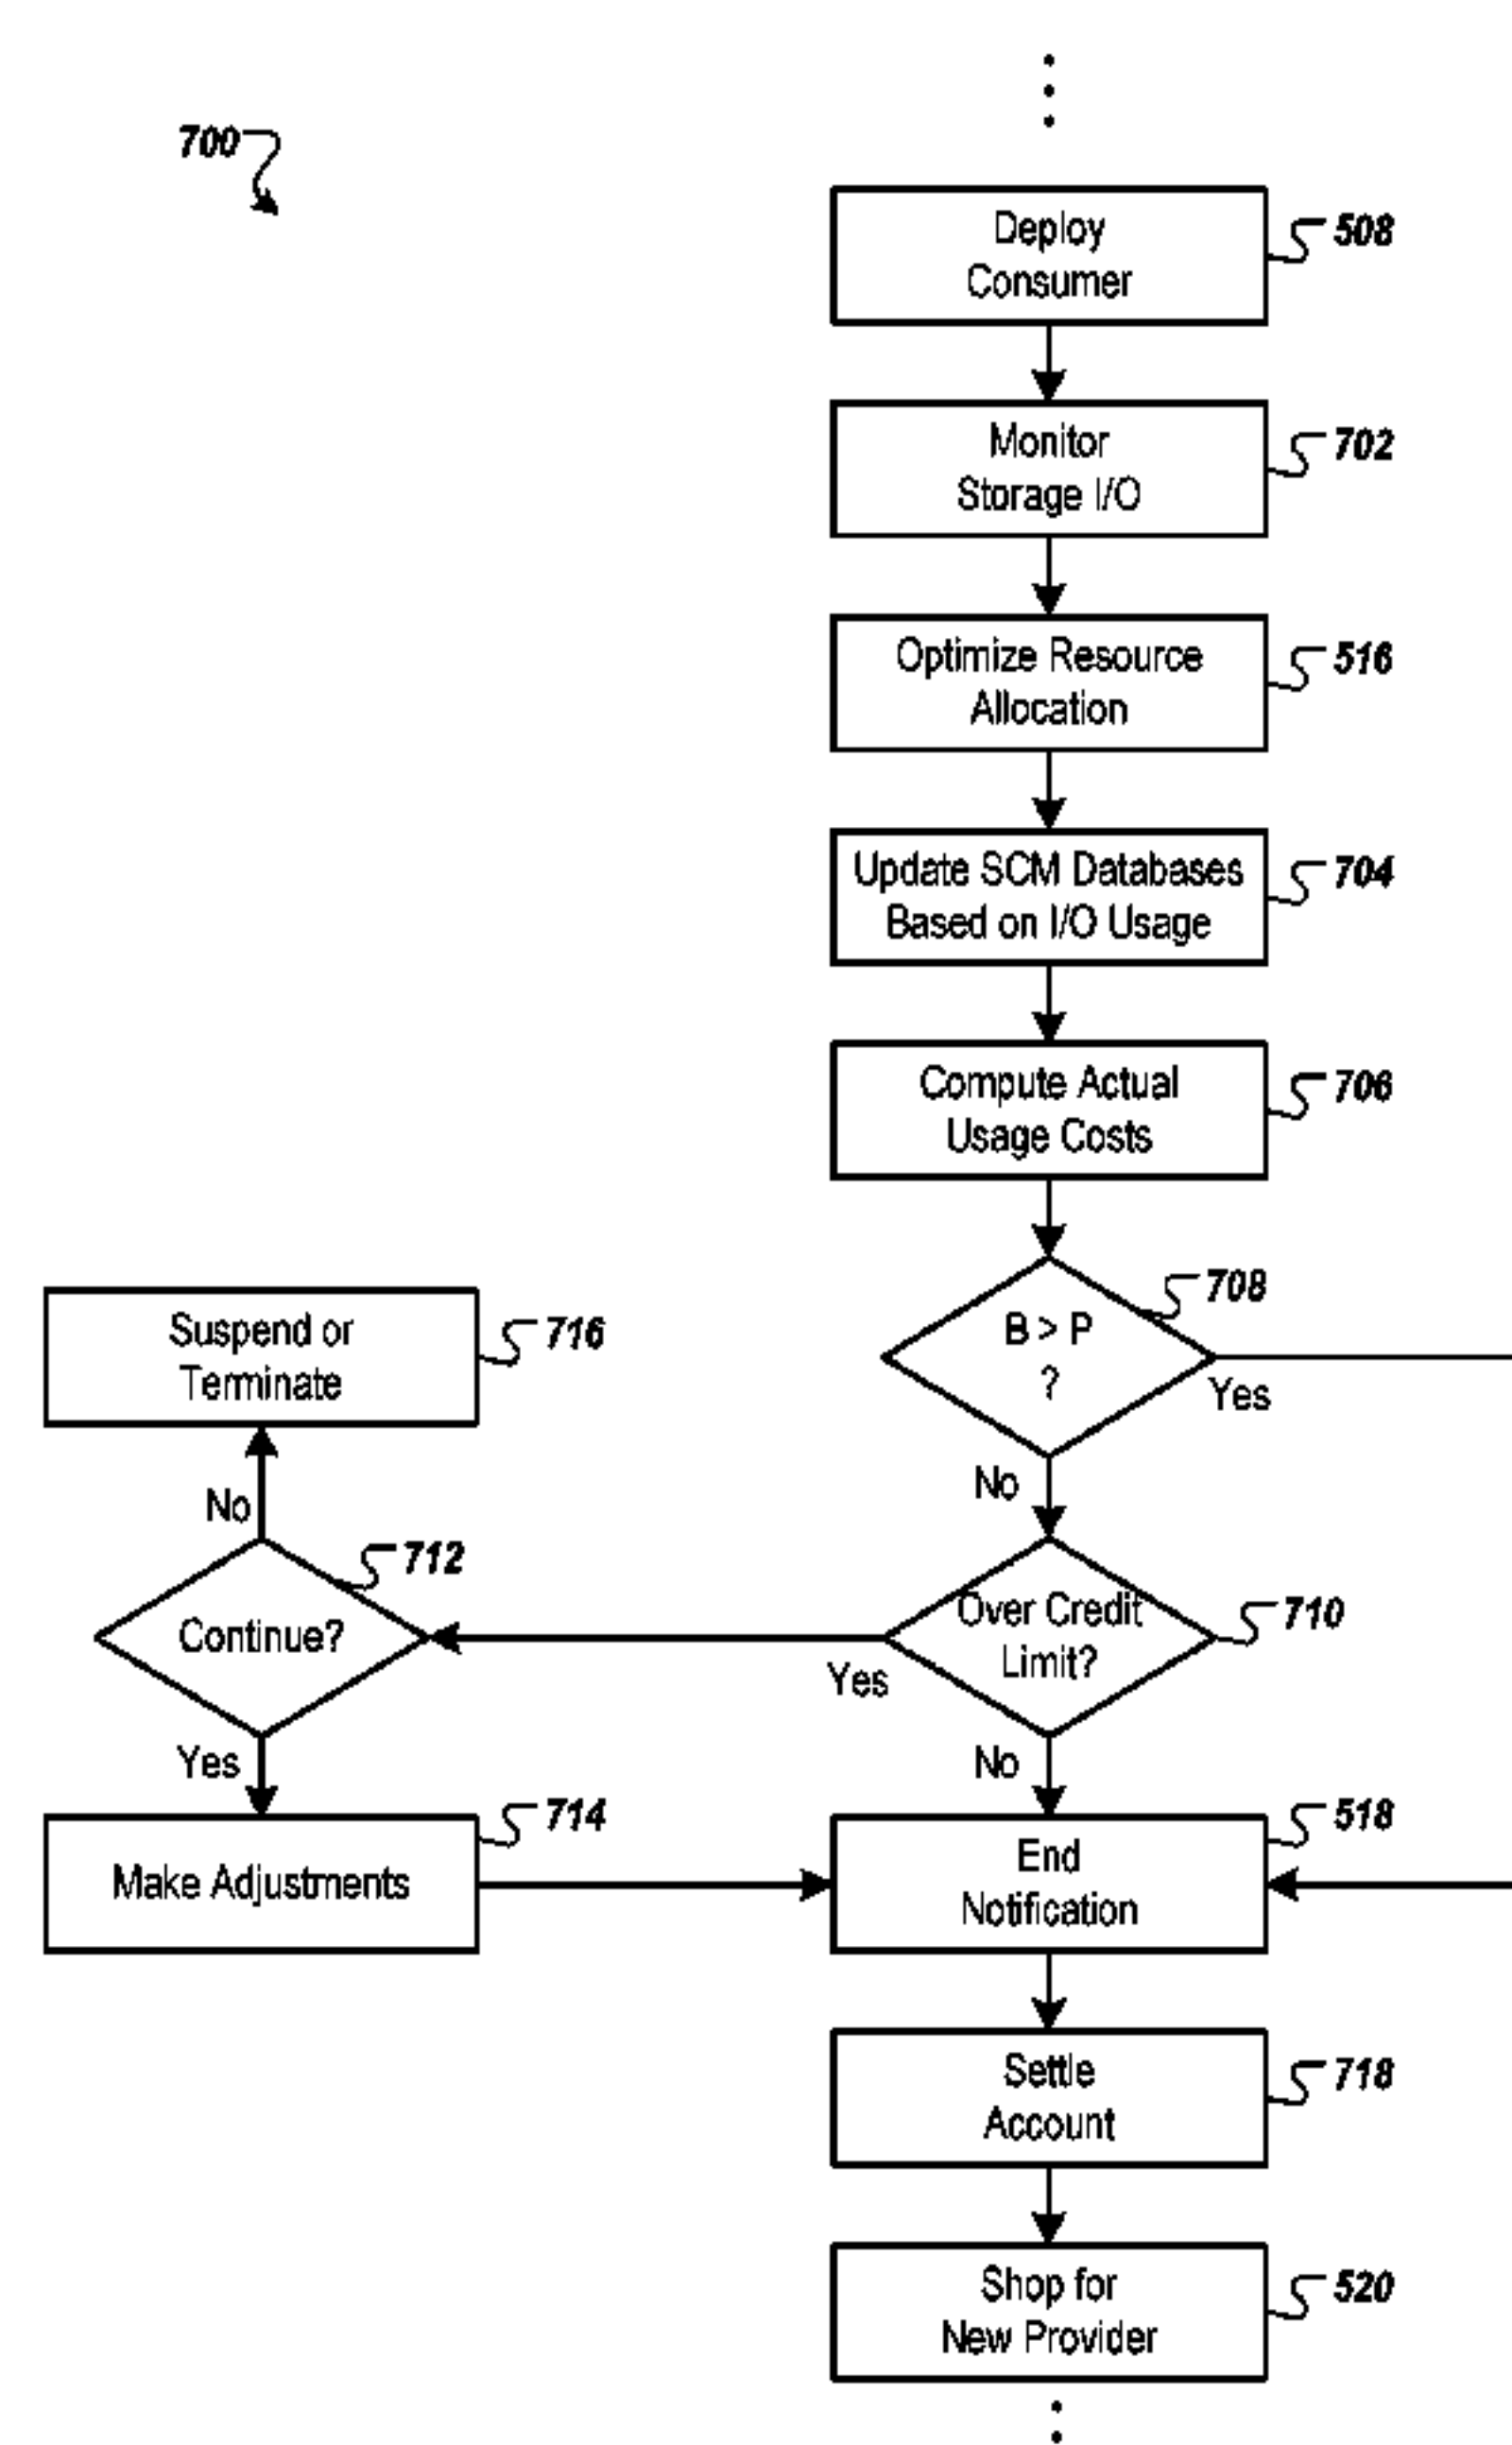 700
Deploy
Consumer
508
Monitor
Storage I/O
702
Optimize Resource
Allocation
516
Update SCM Databases
Based on I/O Usage
704
Compute Actual
Usage Costs
706
B > P
?
708
Yes
No
Suspend or
Terminate
716
No
712
Continue?
Yes
Over Credit
Limit?
710
Yes
No
Make Adjustments
714
End
Notification
518
Settle
Account
718
Shop for
New Provider
520